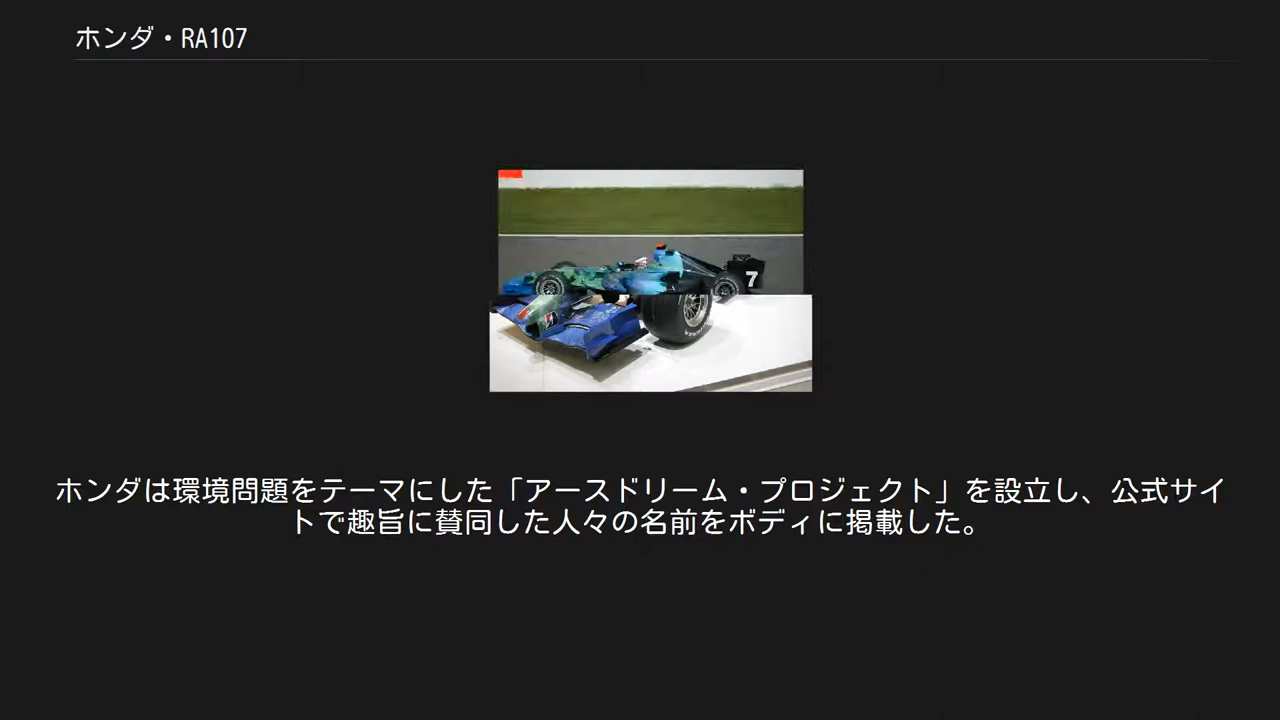 ホンダ・RA107
7
ホンダは環境問題をテーマにした「アースドリーム・プロジェクト」を設立し、公式サイ
トで趣旨に賛同した人々の名前をボディに掲載した。